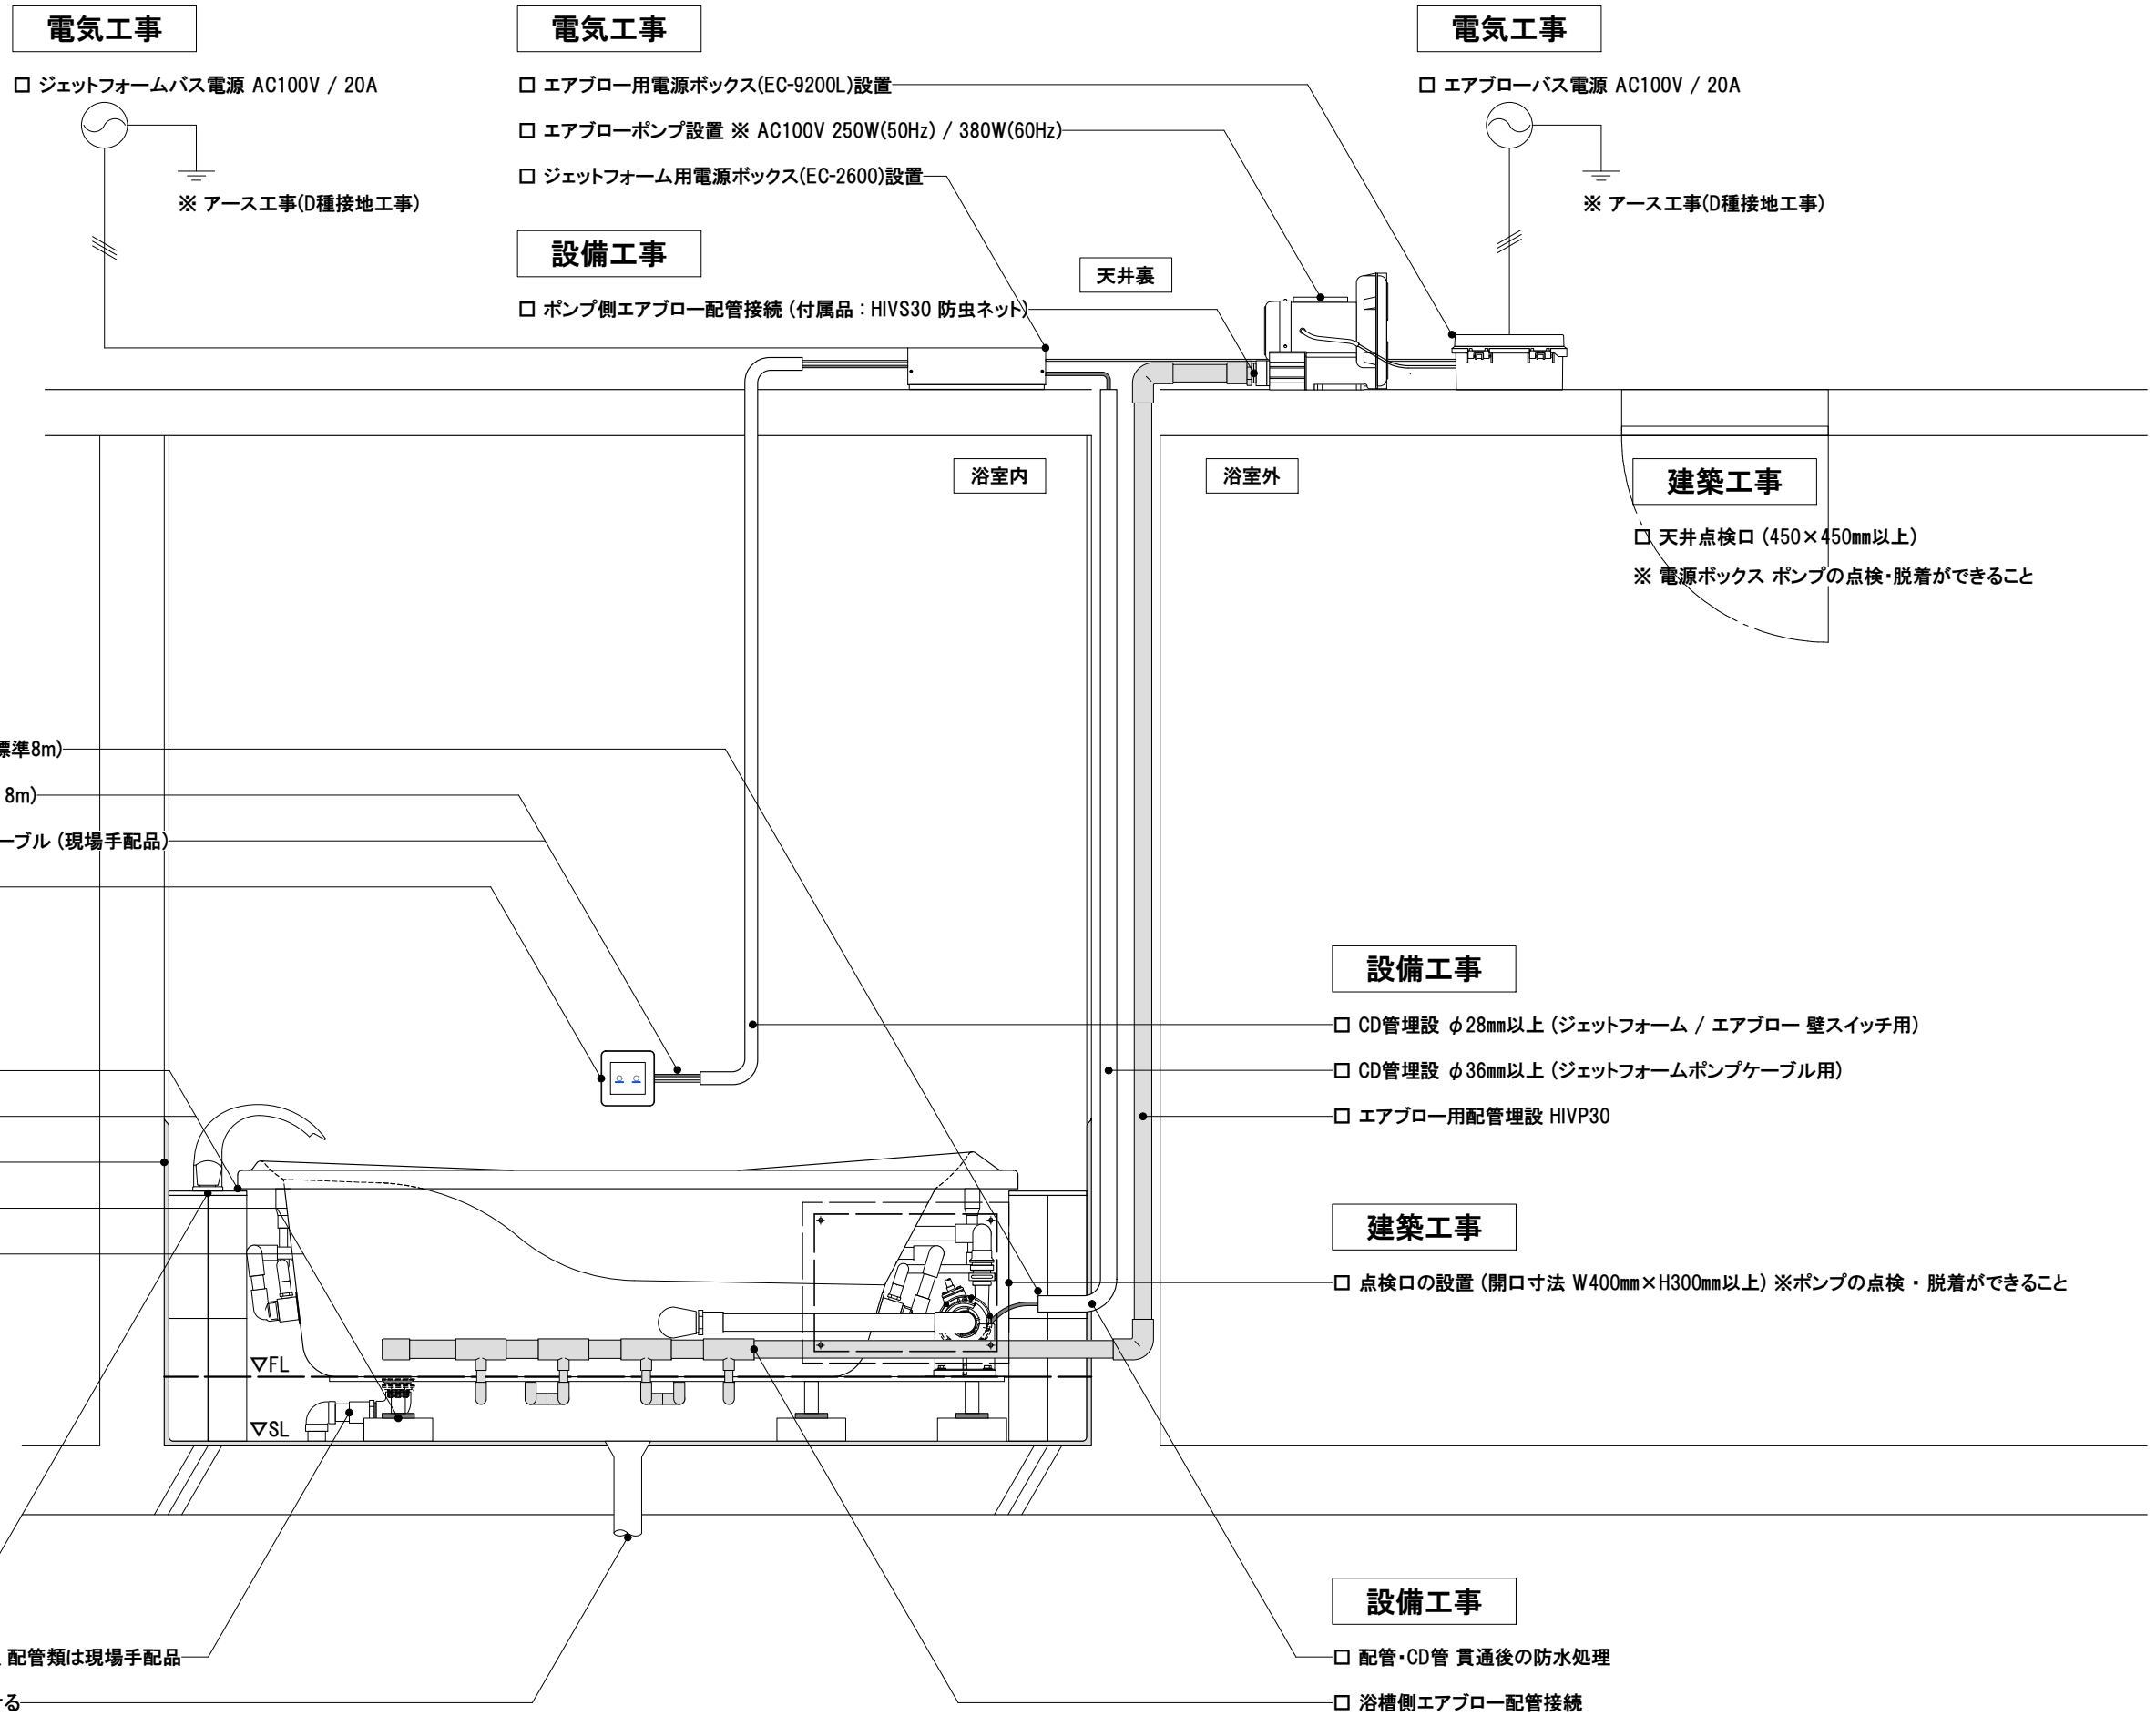 電気工事
□ ジェットフォームバス電源 AC100V / 20A
※ アース工事(D種接地工事)
電気工事
□ エアブロー用電源ボックス(EC-9200L)設置
□ エアブローポンプ設置 ※ AC100V 250W(50Hz) / 380W(60Hz)
□ ジェットフォーム用電源ボックス(EC-2600)設置
設備工事
□ ポンプ側エアブロー配管接続 (付属品 : HIVS30 防虫ネット)
電気工事
□ エアブローバス電源 AC100V / 20A
※ アース工事(D種接地工事)
天井裏
浴室内
浴室外
建築工事
□ 天井点検口 (450×450mm以上)
※ 電源ボックス ポンプの点検・脱着ができること
標準8m)
8m)
ーブル (現場手配品)
設備工事
□ CD管埋設 φ28mm以上 (ジェットフォーム / エアブロー 壁スイッチ用)
□ CD管埋設 φ36mm以上 (ジェットフォームポンプケーブル用)
□ エアブロー用配管埋設 HIVP30
建築工事
□ 点検口の設置 (開口寸法 W400mm×H300mm以上) ※ポンプの点検 ・ 脱着ができること
▽FL
▽SL
設備工事
□ 配管・CD管 貫通後の防水処理
□ 浴槽側エアブロー配管接続
配管類は現場手配品
ける